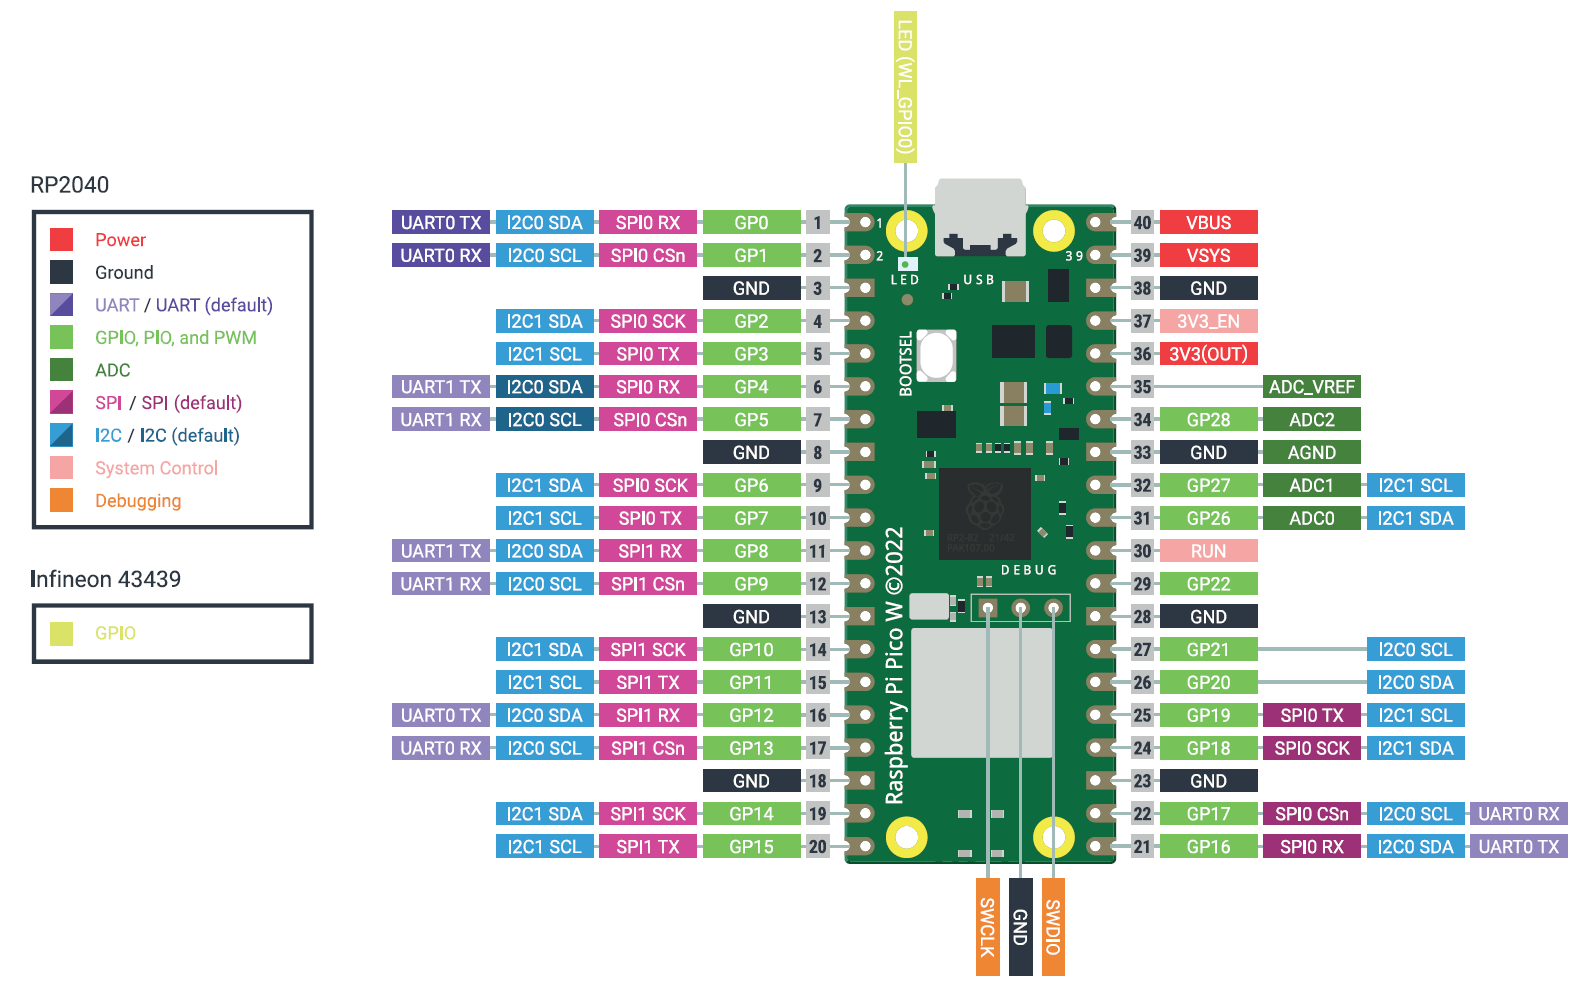 LED (WL_GPIO0)
RP2040
Power
Ground
UART / UART (default)
GPIO, PIO, and PWM
ADC
SPI / SPI (default)
I2C / I2C (default)
System Control
Debugging
Infineon 43439
GPIO
UART0 TX I2C0 SDA SPI0 RX GP0 1
UART0 RX I2C0 SCL SPI0 CSn GP1 2
GND 3
I2C1 SDA SPI0 SCK GP2 4
I2C1 SCL SPI0 TX GP3 5
UART1 TX I2C0 SDA SPI0 RX GP4 6
UART1 RX I2C0 SCL SPI0 CSn GP5 7
GND 8
I2C1 SDA SPI0 SCK GP6 9
I2C1 SCL SPI0 TX GP7 10
UART1 TX I2C0 SDA SPI1 RX GP8 11
UART1 RX I2C0 SCL SPI1 CSn GP9 12
GND 13
I2C1 SDA SPI1 SCK GP10 14
I2C1 SCL SPI1 TX GP11 15
UART0 TX I2C0 SDA SPI1 RX GP12 16
UART0 RX I2C0 SCL SPI1 CSn GP13 17
GND 18
I2C1 SDA SPI1 SCK GP14 19
I2C1 SCL SPI1 TX GP15 20
1
2
39
LED
USB
BOOTSEL
RP2-B2 21/42
DEBUG
Raspberry Pi Pico W ©2022
40 VBUS
39 VSYS
38 GND
37 3V3_EN
36 3V3(OUT)
35 ADC_VREF
34 GP28 ADC2
33 GND AGND
32 GP27 ADC1 I2C1 SCL
31 GP26 ADC0 I2C1 SDA
30 RUN
29 GP22
28 GND
27 GP21 I2C0 SCL
26 GP20 I2C0 SDA
25 GP19 SPI0 TX I2C1 SCL
24 GP18 SPI0 SCK I2C1 SDA
23 GND
22 GP17 SPI0 CSn I2C0 SCL UART0 RX
21 GP16 SPI0 RX I2C0 SDA UART0 TX
SWCLK
GND
SWDIO